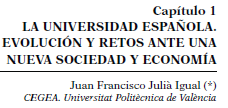 Capítulo 1
LA UNIVERSIDAD ESPAÑOLA.
EVOLUCIÓN Y RETOS ANTE UNA
NUEVA SOCIEDAD Y ECONOMÍA
Juan Francisco Julià Igual (*)
CEGEA. Universitat Politècnica de València